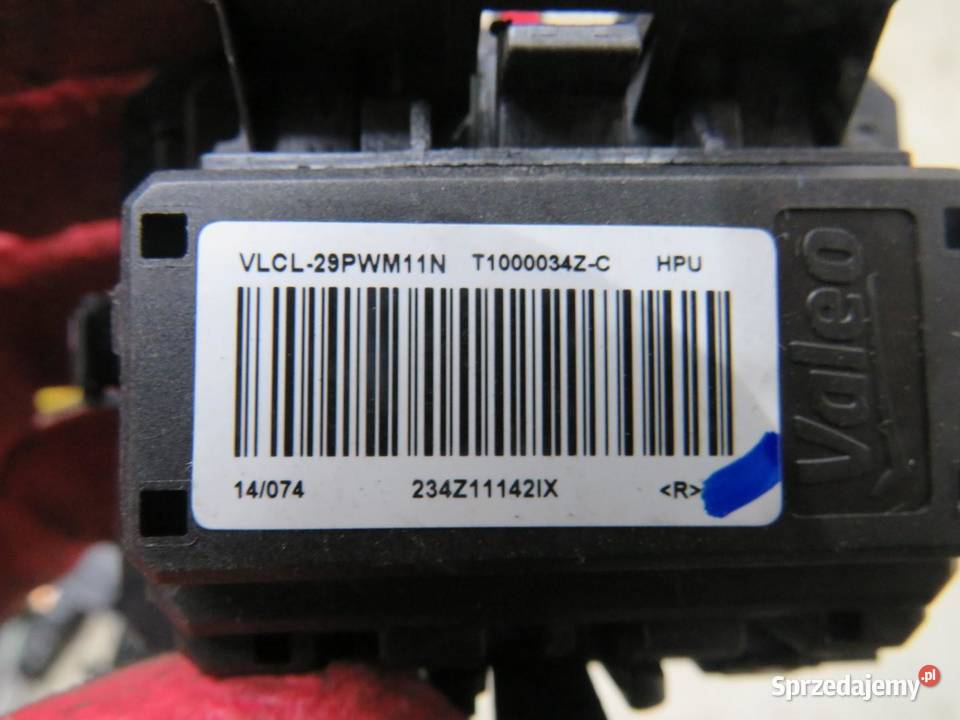 VLCL-29PWM11N T1000034Z-C HPU
14/074 234Z11142IX <R>
Valeo
Sprzedajemy.pl